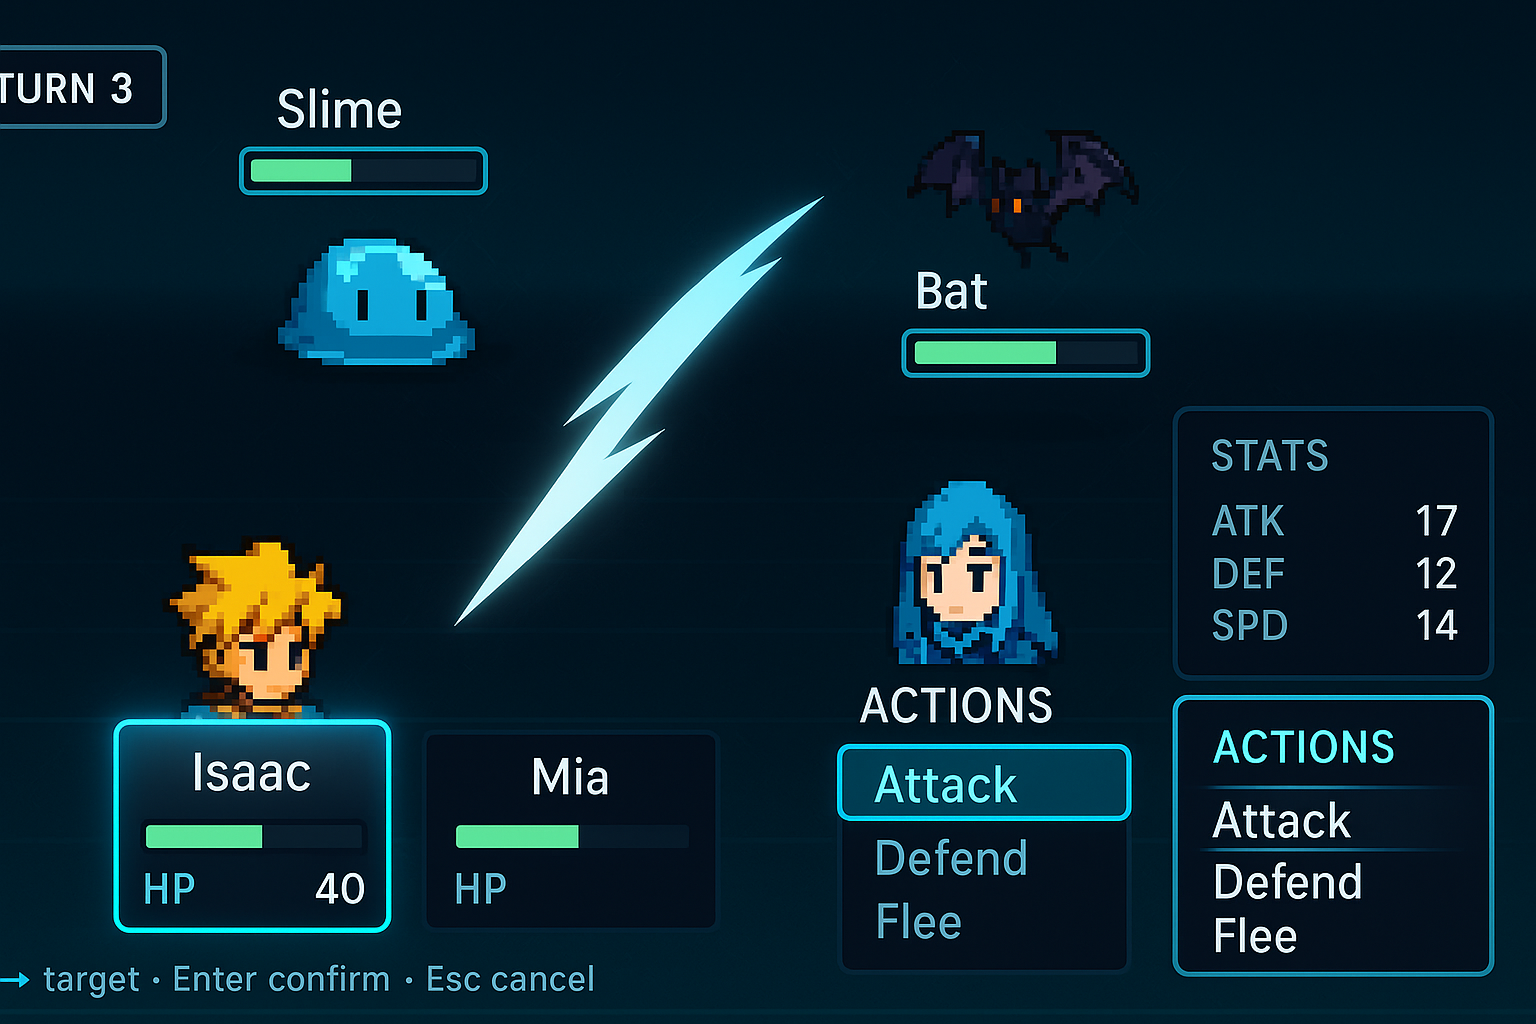 TURN 3
Slime
Bat
STATS
ATK 17
DEF 12
SPD 14
Isaac
HP 40
Mia
HP
ACTIONS
Attack
Defend
Flee
ACTIONS
Attack
Defend
Flee
→ target · Enter confirm · Esc cancel